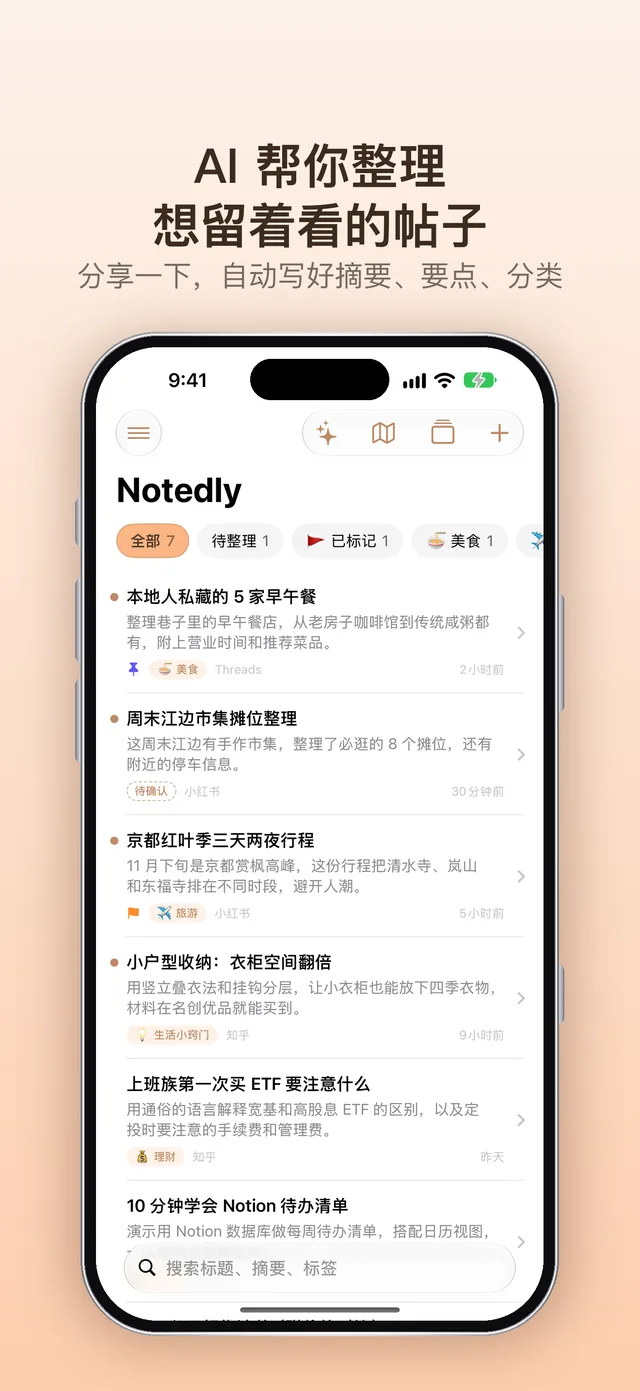 AI 帮你整理
想留着看的帖子
分享一下，自动写好摘要、要点、分类
9:41
Notedly
全部 7
待整理 1
已标记 1
美食 1
本地人私藏的 5 家早午餐
整理巷子里的早午餐店，从老房子咖啡馆到传统咸粥都
有，附上营业时间和推荐菜品。
美食 Threads 2 小时前
周末江边市集摊位整理
这周末江边有手作市集，整理了必逛的 8 个摊位，还有
附近的停车信息。
待确认 小红书 30 分钟前
京都红叶季三天两夜行程
11 月下旬是京都赏枫高峰，这份行程把清水寺、岚山
和东福寺排在不同时段，避开人潮。
旅游 小红书 5 小时前
小户型收纳：衣柜空间翻倍
用竖立叠衣法和挂钩分层，让小衣柜也能放下四季衣物，
材料在名创优品就能买到。
生活小窍门 知乎 9 小时前
上班族第一次买 ETF 要注意什么
用通俗的语言解释宽基和高股息 ETF 的区别，以及定
投时要注意的手续费和管理费。
理财 知乎 昨天
10 分钟学会 Notion 待办清单
演示用 Notion 数据库做每周待办清单，搭配日历视图，
搜索标题、摘要、标签